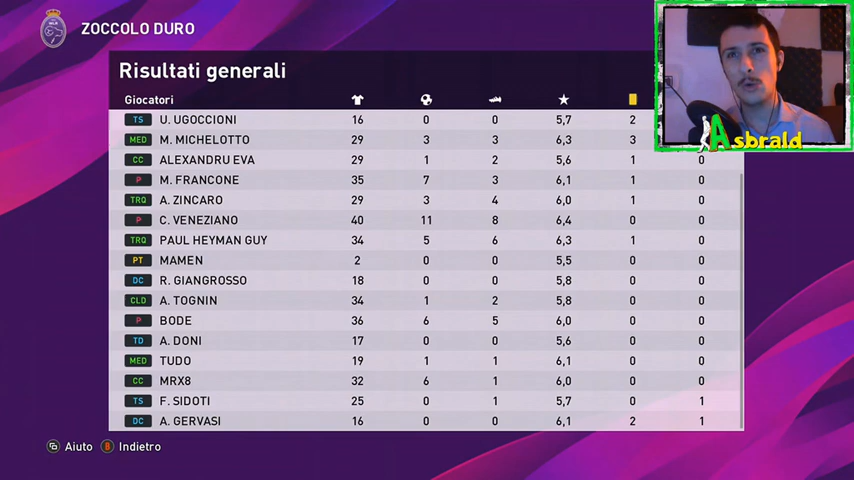 ZOCCOLO DURO
Risultati generali
Giocatori
TS U. UGOCCIONI 16 0 0 5,7 2
MED M. MICHELOTTO 29 3 3 6,3 3
CC ALEXANDRU EVA 29 1 2 5,6 1 0
P M. FRANCONE 35 7 3 6,1 1 0
TRQ A. ZINCARO 29 3 4 6,0 1 0
P C. VENEZIANO 40 11 8 6,4 0 0
TRQ PAUL HEYMAN GUY 34 5 6 6,3 1 0
PT MAMEN 2 0 0 5,5 0 0
DC R. GIANGROSSO 18 0 0 5,8 0 0
CLD A. TOGNIN 34 1 2 5,8 0 0
P BODE 36 6 5 6,0 0 0
TD A. DONI 17 0 0 5,6 0 0
MED TUDO 19 1 1 6,1 0 0
CC MRX8 32 6 1 6,0 0 0
TS F. SIDOTI 25 0 1 5,7 0 1
DC A. GERVASI 16 0 0 6,1 2 1
Aiuto B Indietro
Asbrald